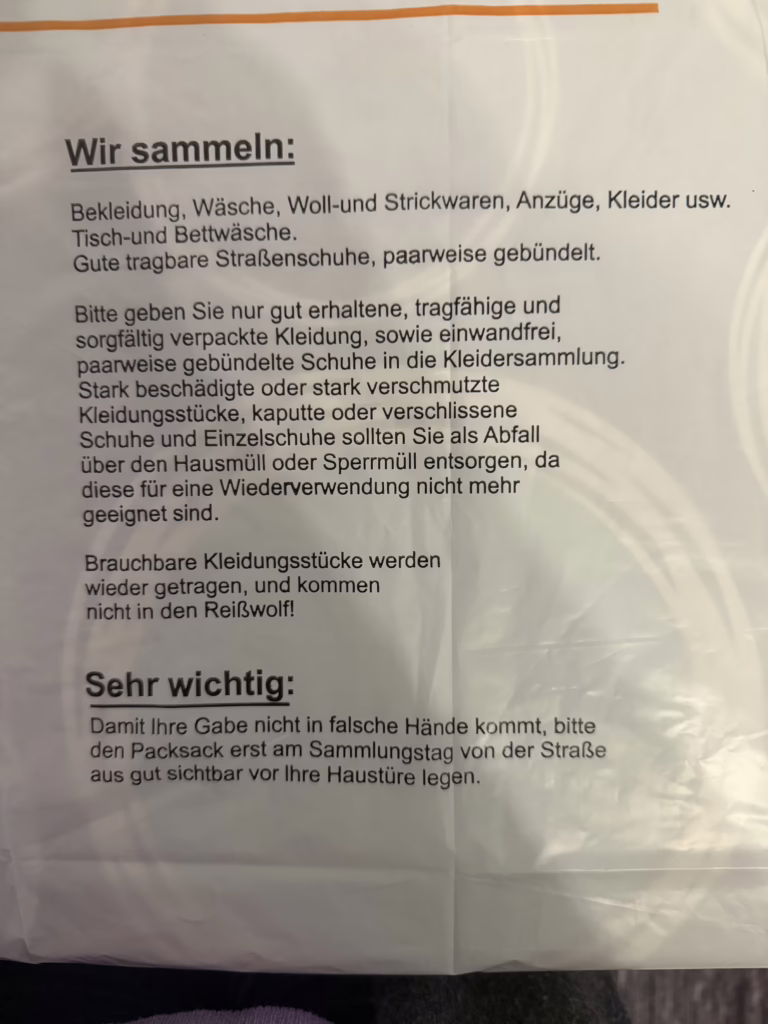 Wir sammeln:
Bekleidung, Wäsche, Woll-und Strickwaren, Anzüge, Kleider usw.
Tisch-und Bettwäsche.
Gute tragbare Straßenschuhe, paarweise gebündelt.
Bitte geben Sie nur gut erhaltene, tragfähige und
sorgfältig verpackte Kleidung, sowie einwandfrei,
paarweise gebündelte Schuhe in die Kleidersammlung.
Stark beschädigte oder stark verschmutzte
Kleidungsstücke, kaputte oder verschlissene
Schuhe und Einzelschuhe sollten Sie als Abfall
über den Hausmüll oder Sperrmüll entsorgen, da
diese für eine Wiederverwendung nicht mehr
geeignet sind.
Brauchbare Kleidungsstücke werden
wieder getragen, und kommen
nicht in den Reißwolf!
Sehr wichtig:
Damit Ihre Gabe nicht in falsche Hände kommt, bitte
den Packsack erst am Sammlungstag von der Straße
aus gut sichtbar vor Ihre Haustüre legen.